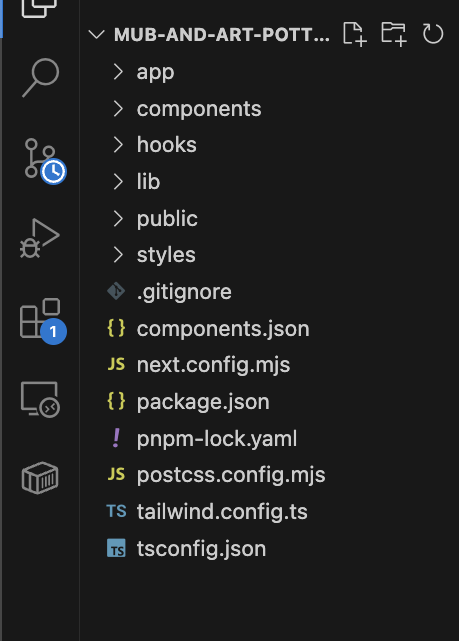 MUB-AND-ART-POTT...
app
components
hooks
lib
public
styles
.gitignore
{} components.json
JS next.config.mjs
{} package.json
! pnpm-lock.yaml
JS postcss.config.mjs
1
TS tailwind.config.ts
TS tsconfig.json